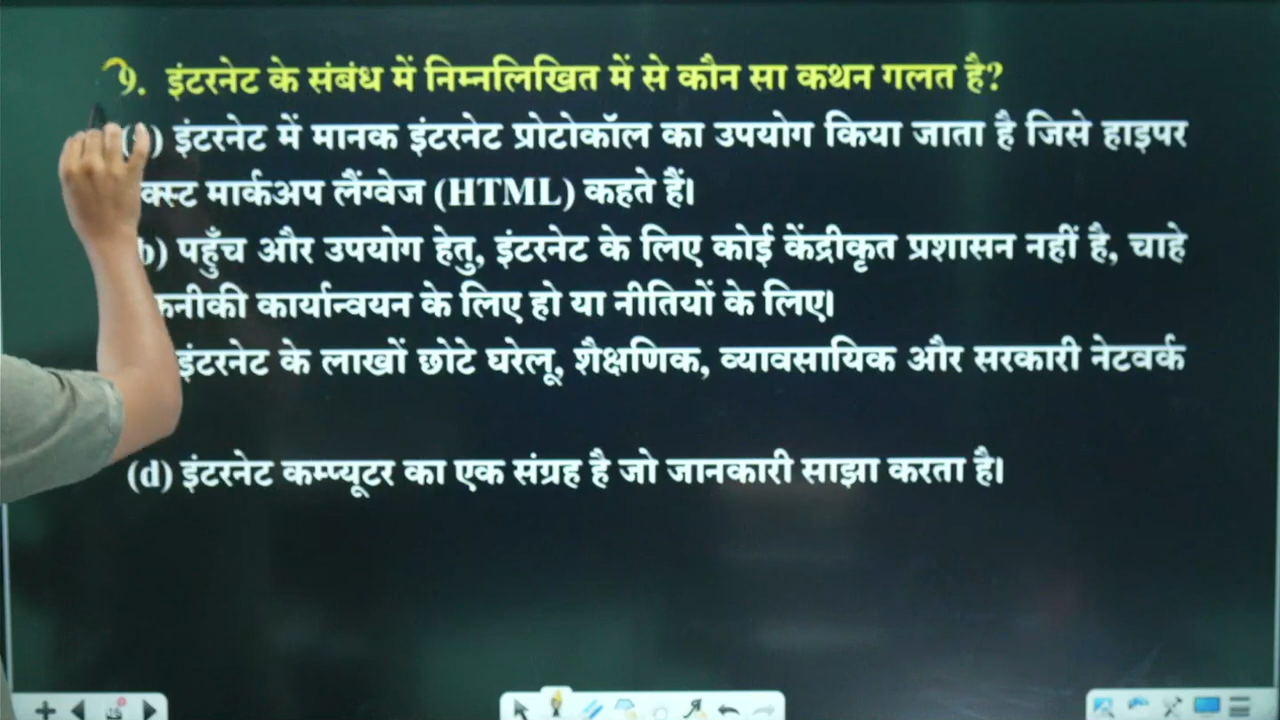 9. इंटरनेट के संबंध में निम्नलिखित में से कौन सा कथन गलत है?
इंटरनेट में मानक इंटरनेट प्रोटोकॉल का उपयोग किया जाता है जिसे हाइपर
मार्कअप लैंग्वेज (HTML) कहते हैं।
b) पहुँच और उपयोग हेतु, इंटरनेट के लिए कोई केंद्रीकृत प्रशासन नहीं है, चाहे
कार्यान्वयन के लिए हो या नीतियों के लिए।
इंटरनेट के लाखों छोटे घरेलू, शैक्षणिक, व्यावसायिक और सरकारी नेटवर्क
(d) इंटरनेट कम्प्यूटर का एक संग्रह है जो जानकारी साझा करता है।